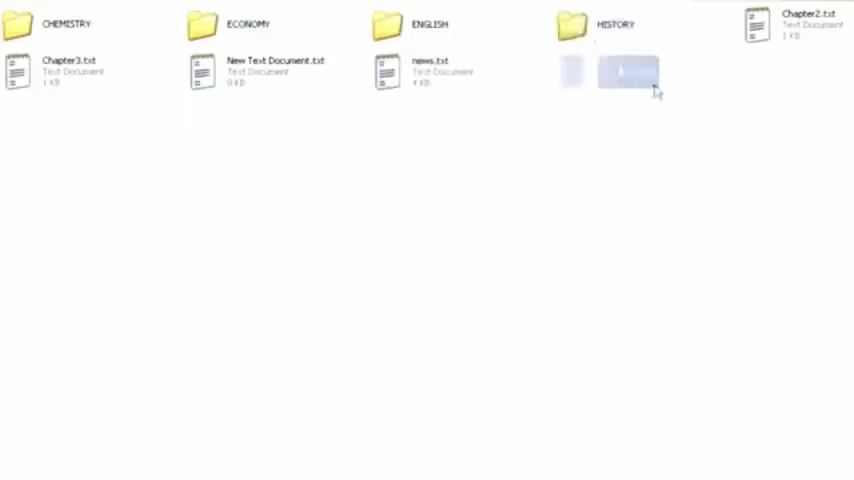 CHEMISTRY
ECONOMY
ENGLISH
HISTORY
Chapter2.txt
Text Document
1 KB
Chapter3.txt
Text Document
1 KB
New Text Document.txt
Text Document
0 KB
news.txt
Text Document
4 KB